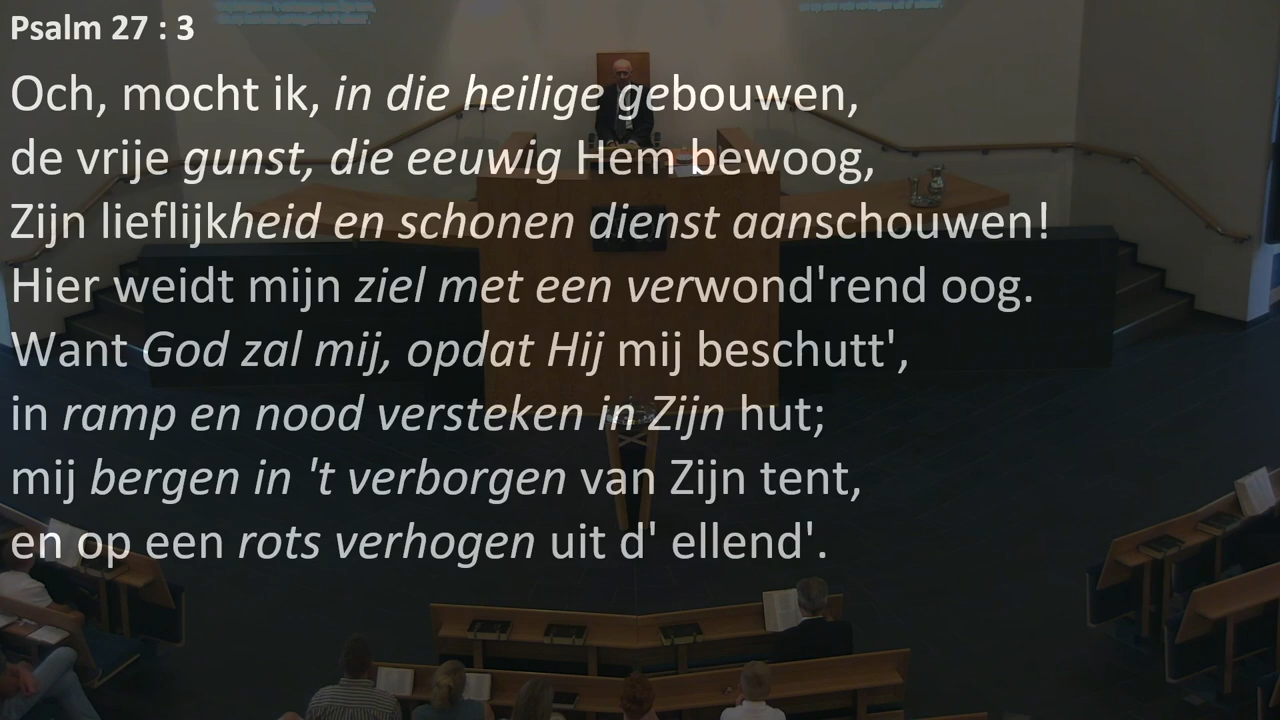 Psalm 27 : 3
Och, mocht ik, in die heilige gebouwen,
de vrije gunst, die eeuwig Hem bewoog,
Zijn lieflijkheid en schonen dienst aanschouwen!
Hier weidt mijn ziel met een verwond'rend oog.
Want God zal mij, opdat Hij mij beschutt',
in ramp en nood versteken in Zijn hut;
mij bergen in 't verborgen van Zijn tent,
en op een rots verhogen uit d' ellend'.